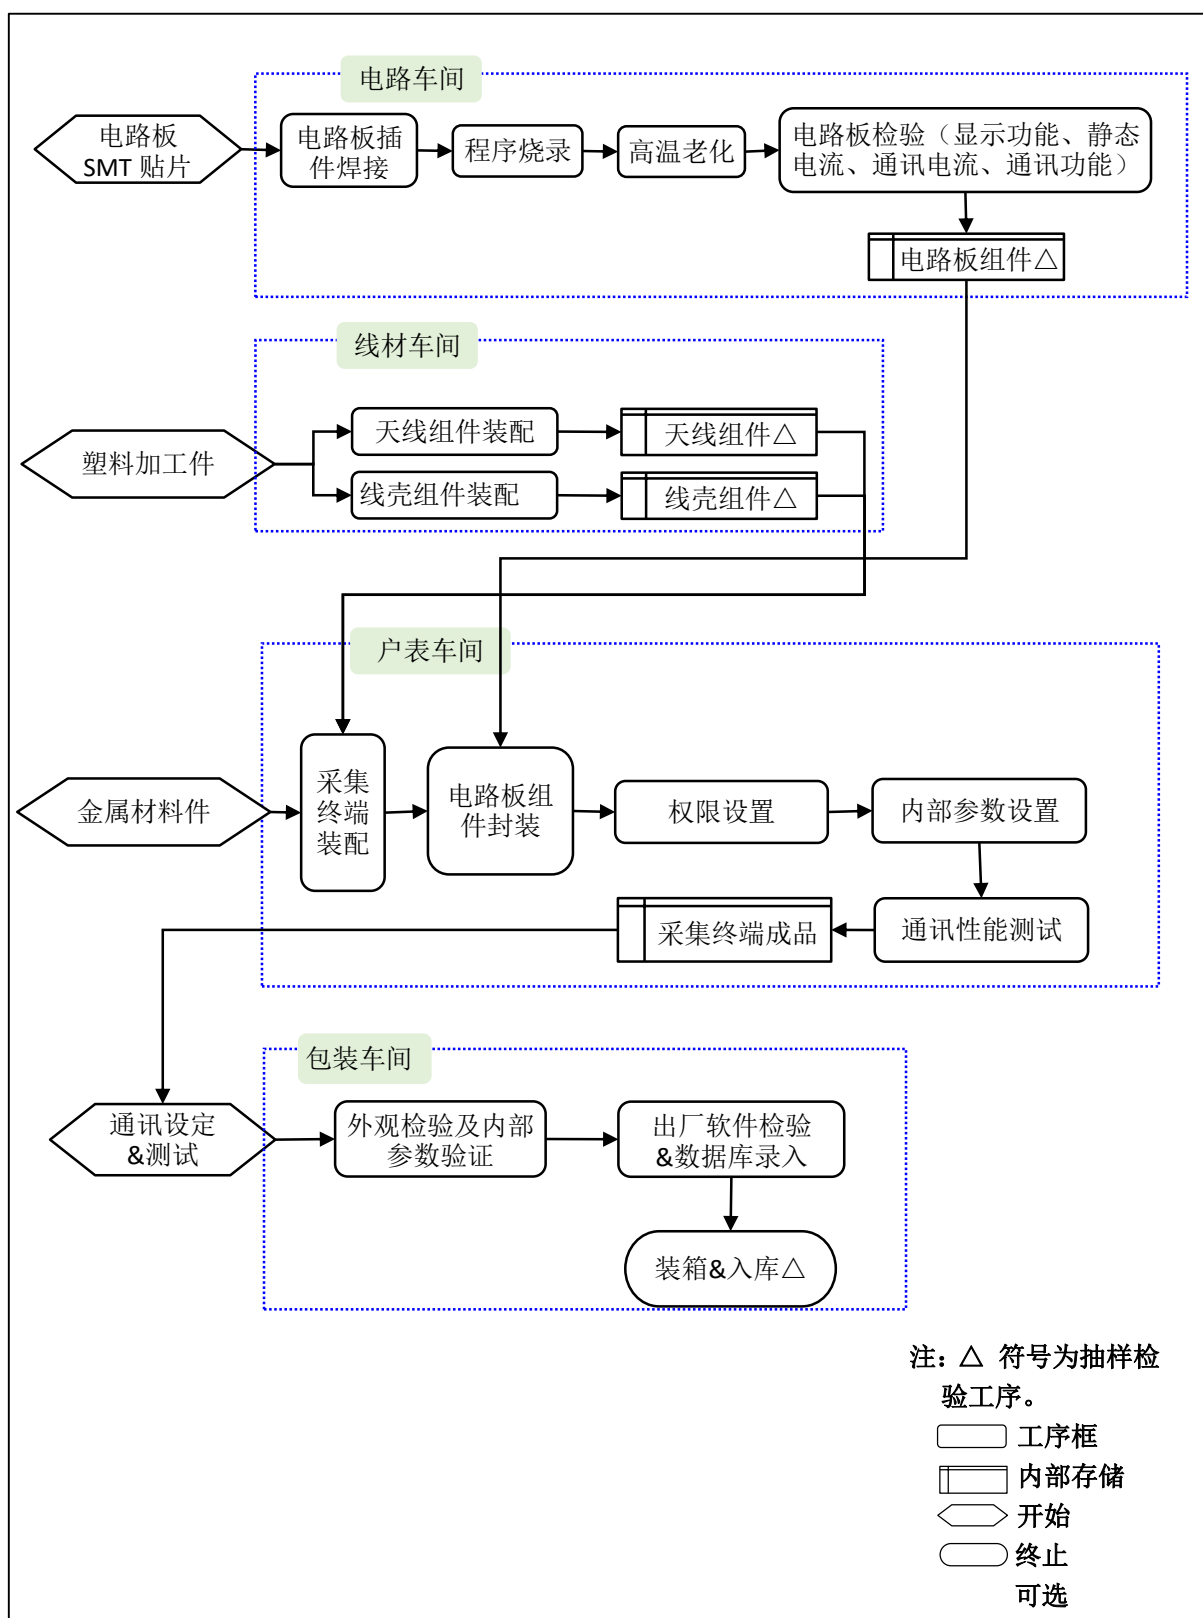 电路车间
电路板
SMT 贴片
电路板插
件焊接
程序烧录
高温老化
电路板检验（显示功能、静态
电流、通讯电流、通讯功能）
电路板组件△
线材车间
塑料加工件
天线组件装配
天线组件△
线壳组件装配
线壳组件△
户表车间
金属材料件
采集
终端
装配
电路板组
件封装
权限设置
内部参数设置
采集终端成品
通讯性能测试
包装车间
通讯设定
&测试
外观检验及内部
参数验证
出厂软件检验
&数据库录入
装箱&入库△
注：△ 符号为抽样检
验工序。
工序框
内部存储
开始
终止
可选